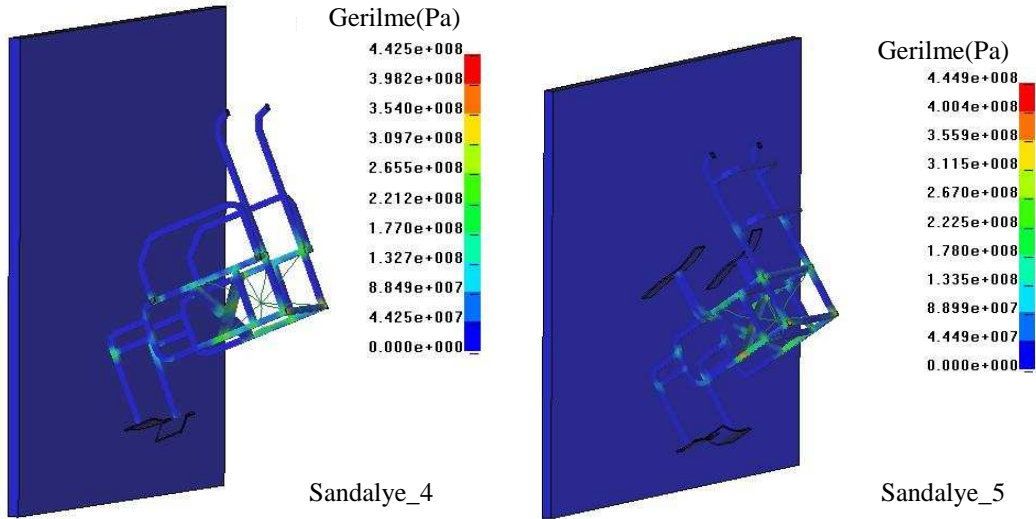 Gerilme(Pa)
4.425e+008
3.982e+008
3.540e+008
3.097e+008
2.655e+008
2.212e+008
1.770e+008
1.327e+008
8.849e+007
4.425e+007
0.000e+000
Sandalye_4
Gerilme(Pa)
4.449e+008
4.004e+008
3.559e+008
3.115e+008
2.670e+008
2.225e+008
1.780e+008
1.335e+008
8.899e+007
4.449e+007
0.000e+000
Sandalye_5